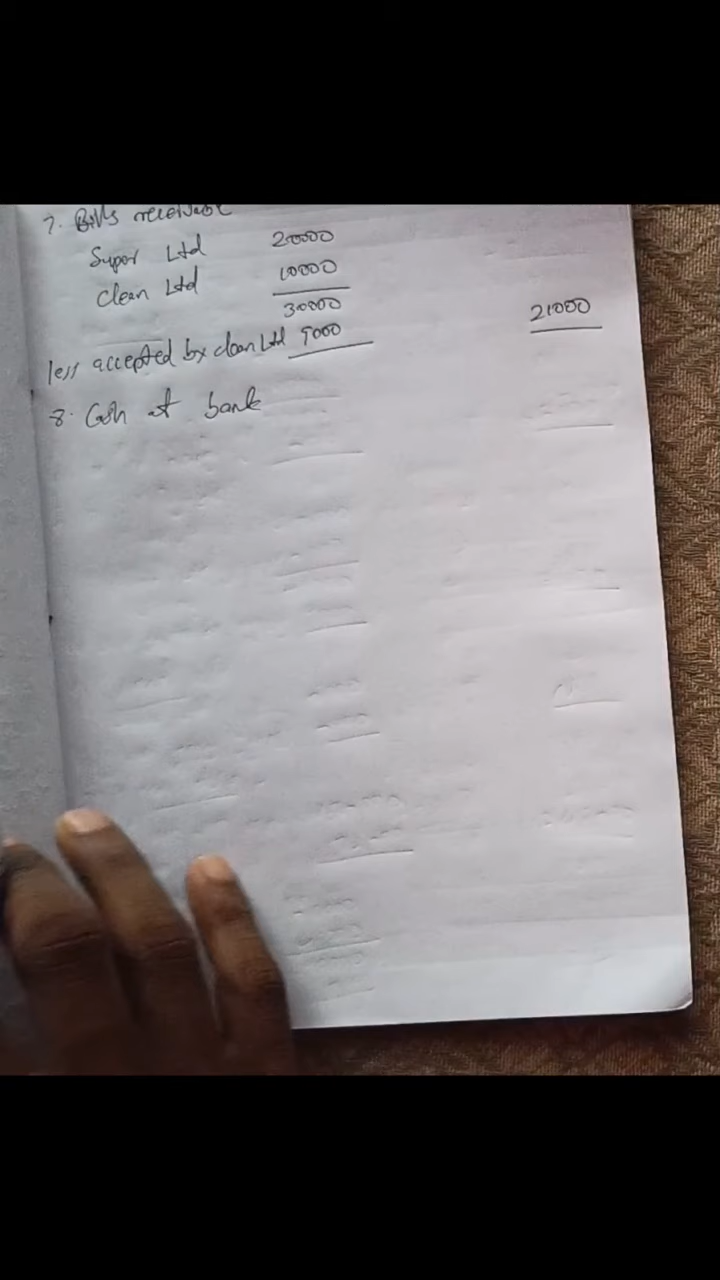 7. Bills receivable
Super Ltd 20000
Clean Ltd 10000
30000
less accepted by clean Ltd 9000 21000
8. Cash at bank